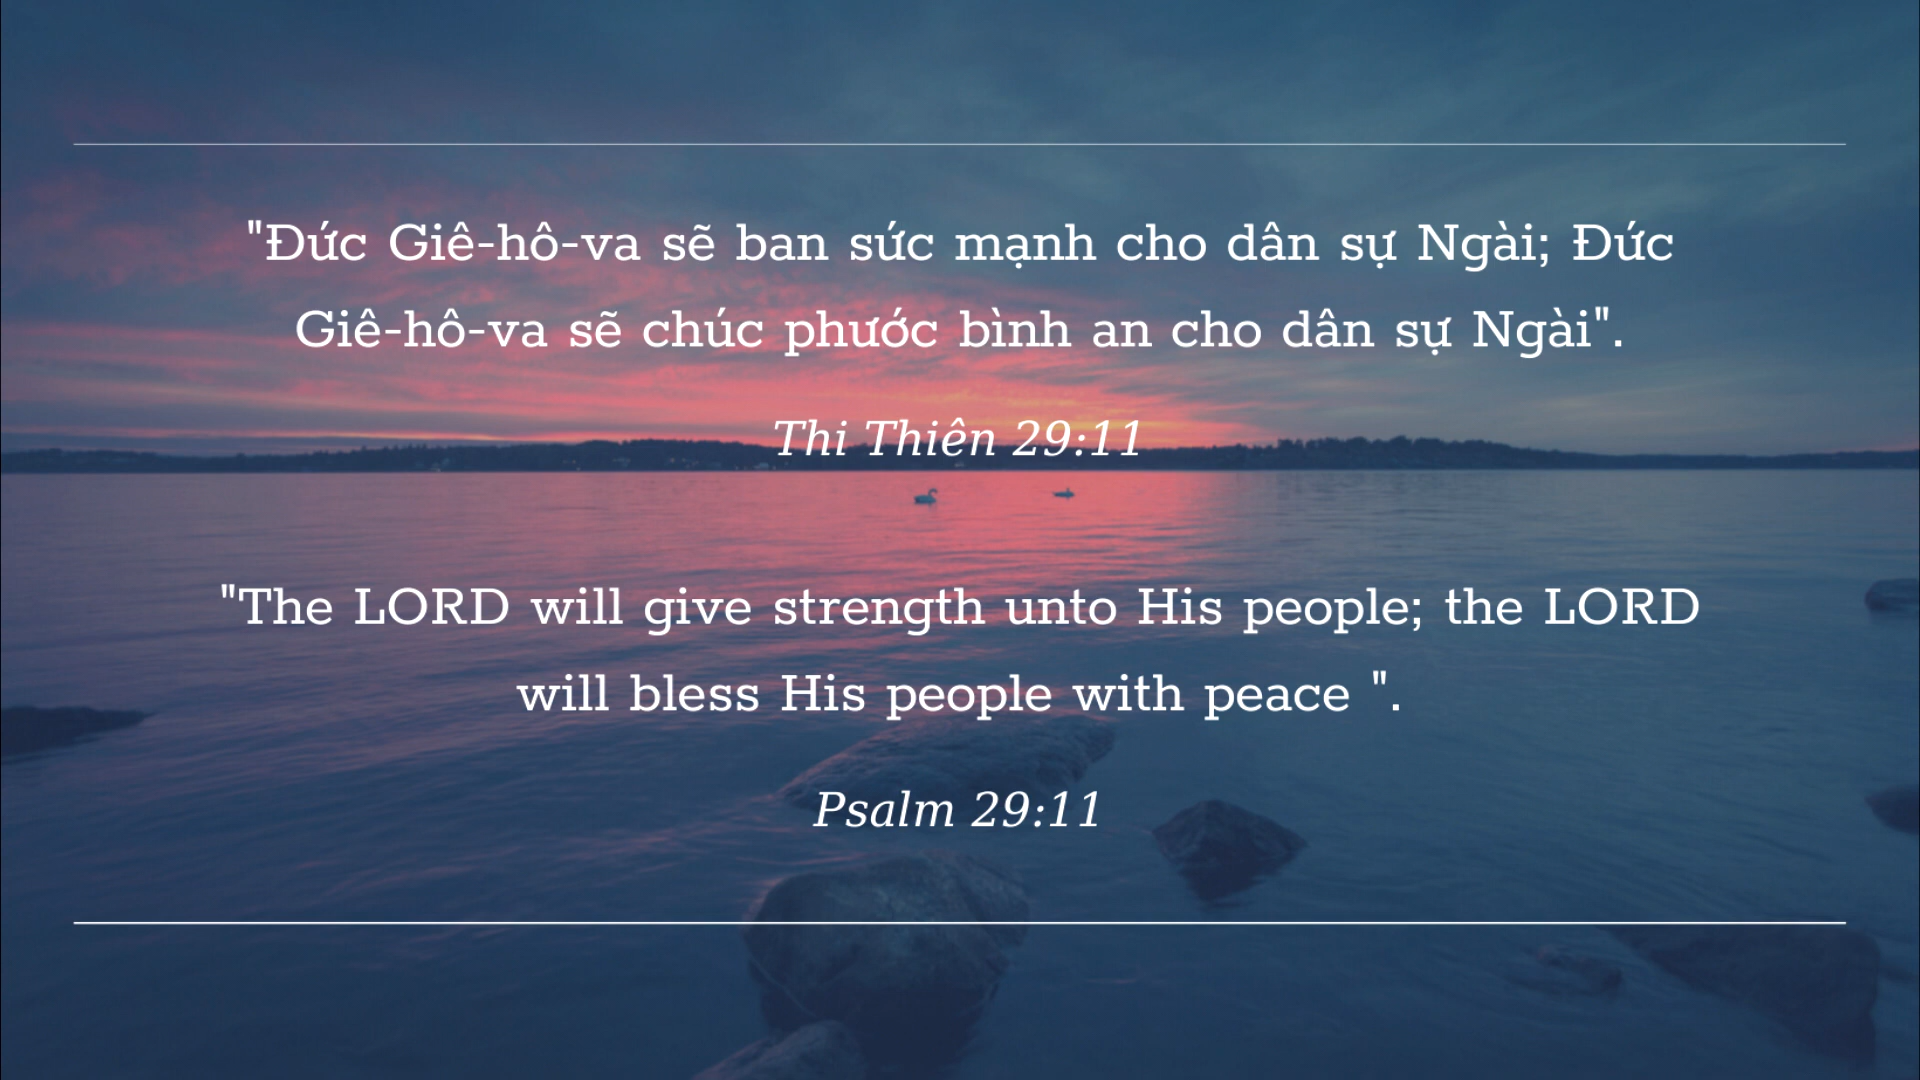 "Đức Giê-hô-va sẽ ban sức mạnh cho dân sự Ngài; Đức
Giê-hô-va sẽ chúc phước bình an cho dân sự Ngài".
Thi Thiên 29:11
"The LORD will give strength unto His people; the LORD
will bless His people with peace ".
Psalm 29:11